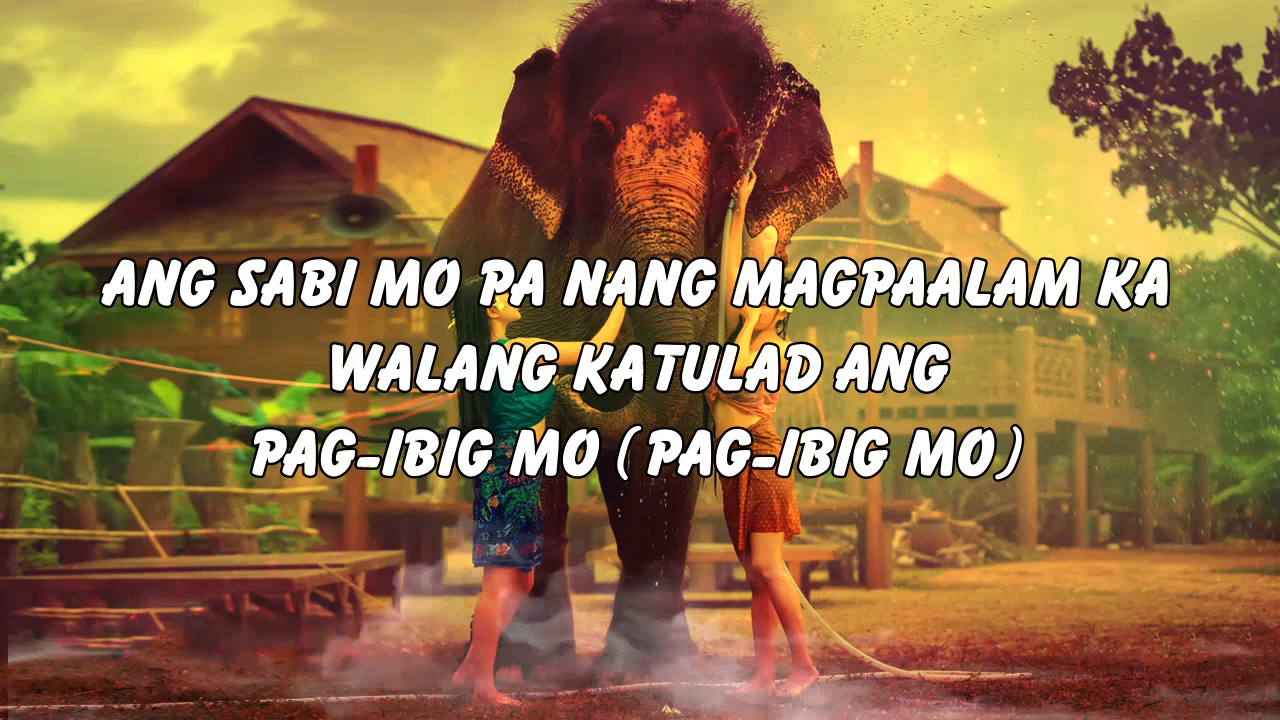 ANG SABI MO PA NANG MAGPAALAM KA
WALANG KATULAD ANG
PAG-IBIG MO (PAG-IBIG MO)